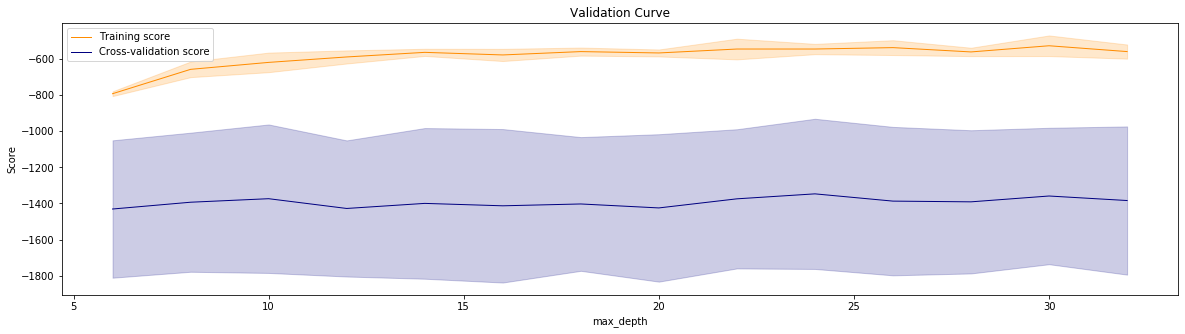 Validation Curve
Training score
Cross-validation score
Score
−600
−800
−1000
−1200
−1400
−1600
−1800
5
10
15
20
25
30
max_depth